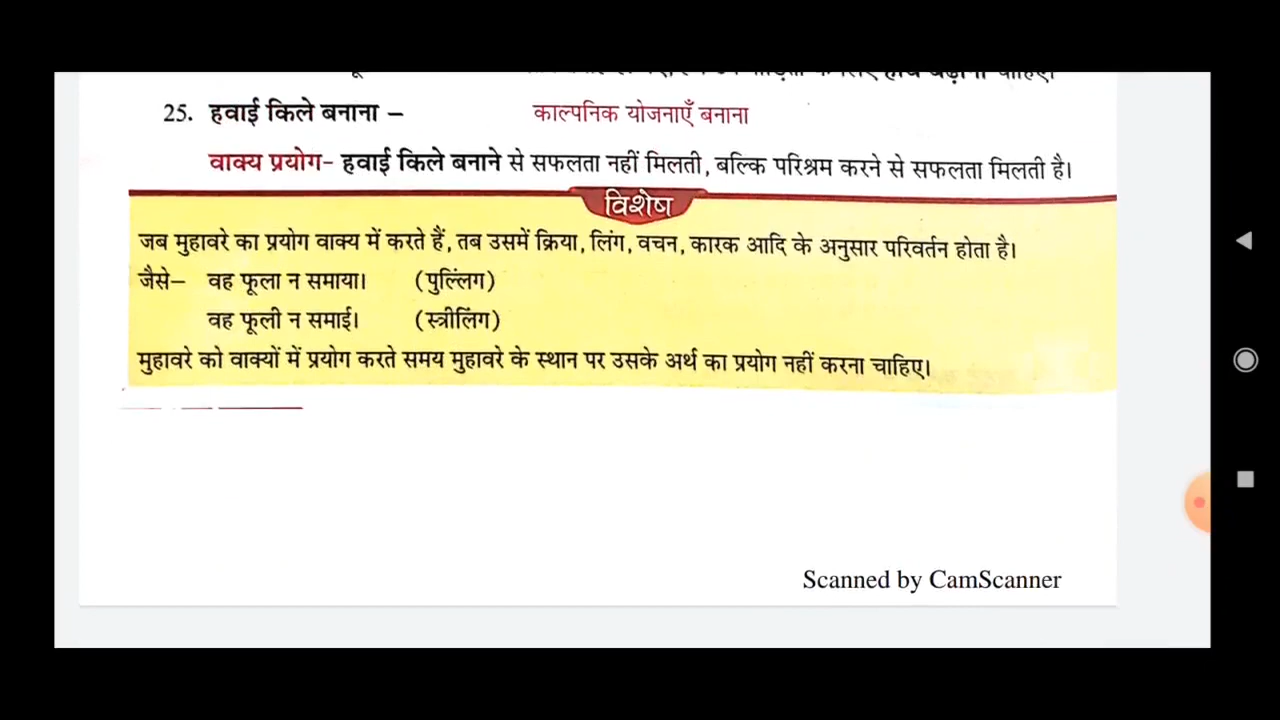 25. हवाई किले बनाना – काल्पनिक योजनाएँ बनाना
वाक्य प्रयोग– हवाई किले बनाने से सफलता नहीं मिलती, बल्कि परिश्रम करने से सफलता मिलती है।
विशेष
जब मुहावरे का प्रयोग वाक्य में करते हैं, तब उसमें क्रिया, लिंग, वचन, कारक आदि के अनुसार परिवर्तन होता है।
जैसे– वह फूला न समाया। (पुल्लिंग)
वह फूली न समाई। (स्त्रीलिंग)
मुहावरे को वाक्यों में प्रयोग करते समय मुहावरे के स्थान पर उसके अर्थ का प्रयोग नहीं करना चाहिए।
Scanned by CamScanner